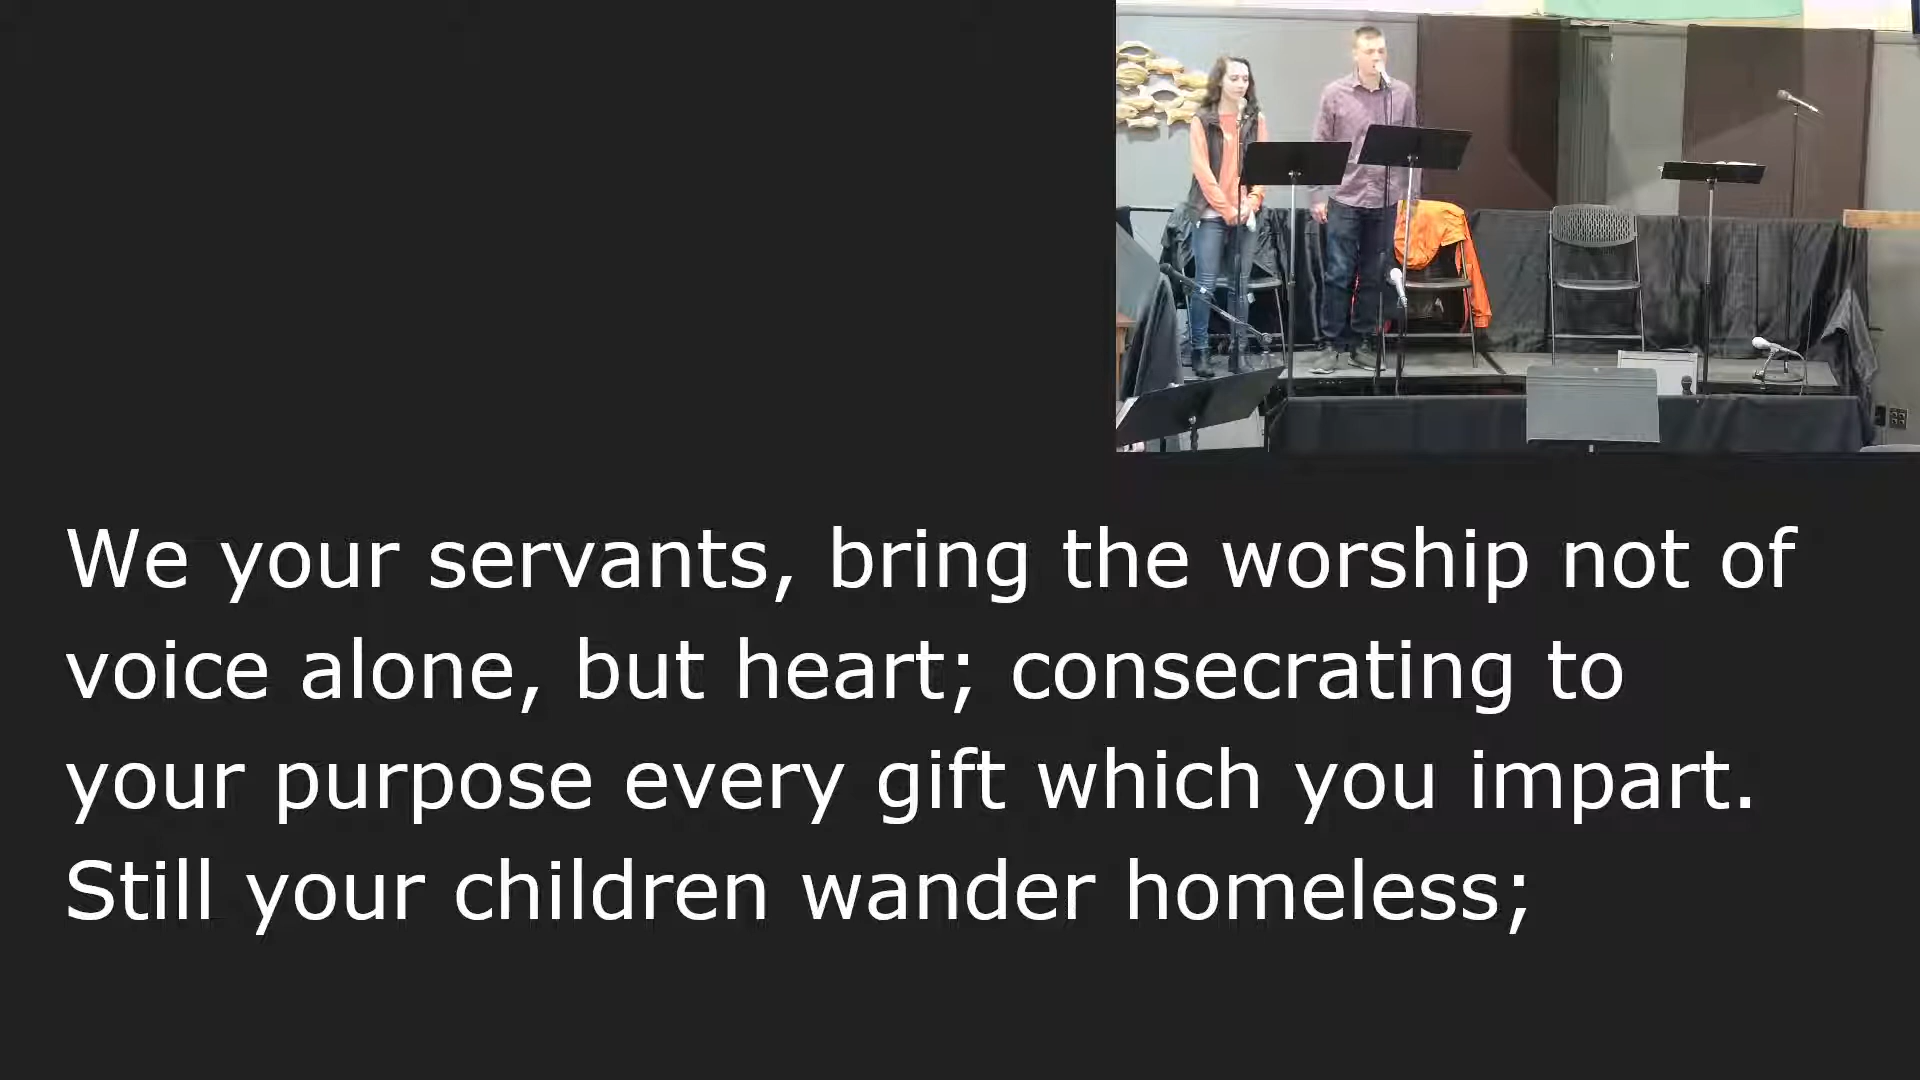 We your servants, bring the worship not of
voice alone, but heart; consecrating to
your purpose every gift which you impart.
Still your children wander homeless;